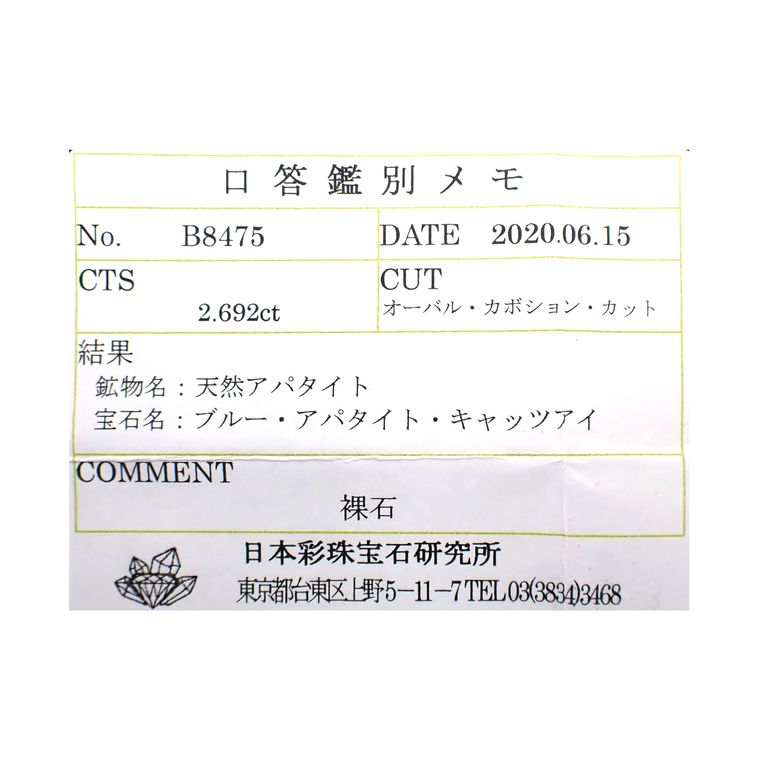 口答鑑別メモ
No. B8475
DATE 2020.06.15
CTS
2.692ct
CUT
オーバル・カボション・カット
結果
鉱物名：天然アパタイト
宝石名：ブルー・アパタイト・キャッツアイ
COMMENT
裸石
日本彩珠宝石研究所
東京都台東区上野5－11－7 TEL 03(3834)3468